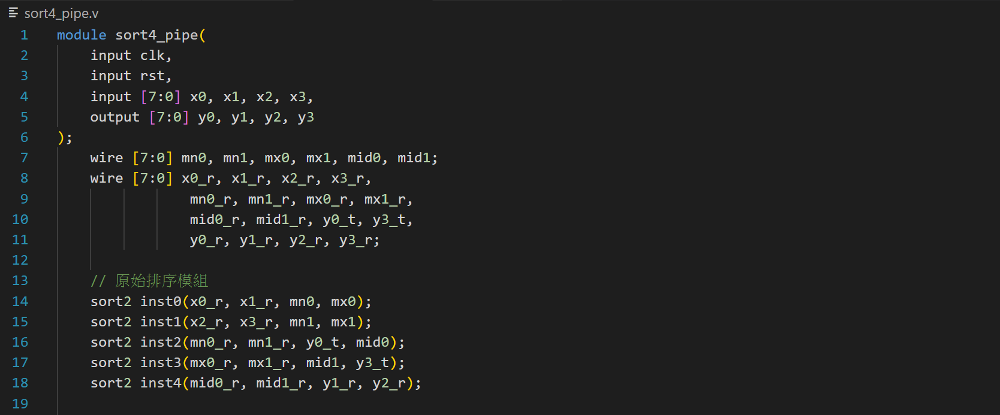 sort4_pipe.v
1 module sort4_pipe(
2 input clk,
3 input rst,
4 input [7:0] x0, x1, x2, x3,
5 output [7:0] y0, y1, y2, y3
6 );
7 wire [7:0] mn0, mn1, mx0, mx1, mid0, mid1;
8 wire [7:0] x0_r, x1_r, x2_r, x3_r,
9 mn0_r, mn1_r, mx0_r, mx1_r,
10 mid0_r, mid1_r, y0_t, y3_t,
11 y0_r, y1_r, y2_r, y3_r;
12
13 // 原始排序模組
14 sort2 inst0(x0_r, x1_r, mn0, mx0);
15 sort2 inst1(x2_r, x3_r, mn1, mx1);
16 sort2 inst2(mn0_r, mn1_r, y0_t, mid0);
17 sort2 inst3(mx0_r, mx1_r, mid1, y3_t);
18 sort2 inst4(mid0_r, mid1_r, y1_r, y2_r);
19